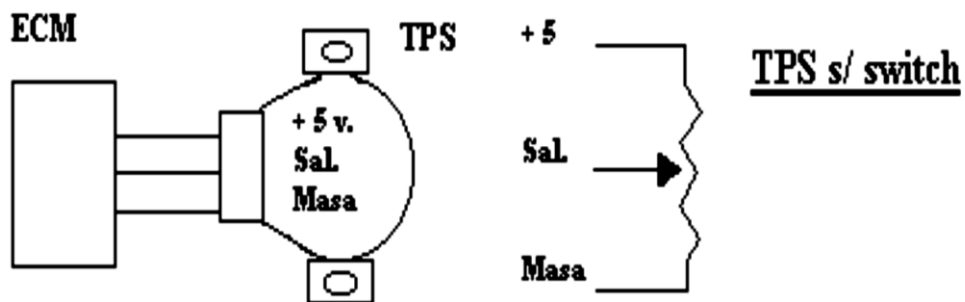 ECM
TPS
+ 5 v.
Sal.
Masa
+ 5
Sal.
Masa
TPS s/ switch